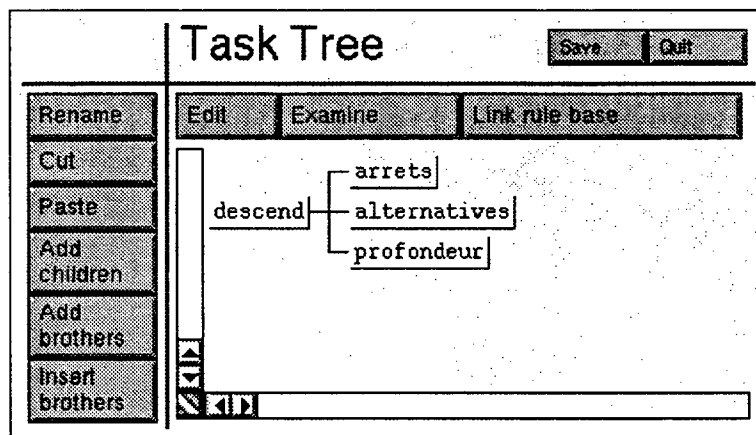 Task Tree
Save Quit
Rename
Edit Examine Link rule base
Cut
arrets
Paste
descend alternatives
Add
children
profondeur
Add
brothers
Insert
brothers